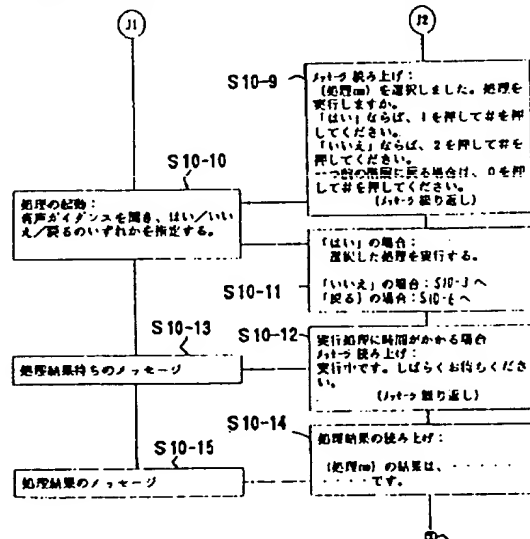 J1
J2
S10-9
メッセージ読み上げ：
(処理m)を選択しました。処理を
実行しますか。
「はい」ならば、1を押して#を押
してください。
「いいえ」ならば、2を押して#を
押してください。
一つ前の階層に戻る場合は、0を押
して#を押してください。
(メッセージ繰り返し)
S10-10
処理の起動：
音声ガイダンスを聞き、はい／いい
え／戻るのいずれかを指定する。
「はい」の場合：
選択した処理を実行する。
S10-11
「いいえ」の場合：S10-3へ
「戻る」の場合：S10-6へ
S10-13
処理結果待ちのメッセージ
S10-12
実行処理に時間がかかる場合
メッセージ読み上げ：
実行中です。しばらくお待ちくださ
い。
(メッセージ繰り返し)
S10-14
処理結果の読み上げ：
(処理m)の結果は、・・・・・
・・・・です。
S10-15
処理結果のメッセージ